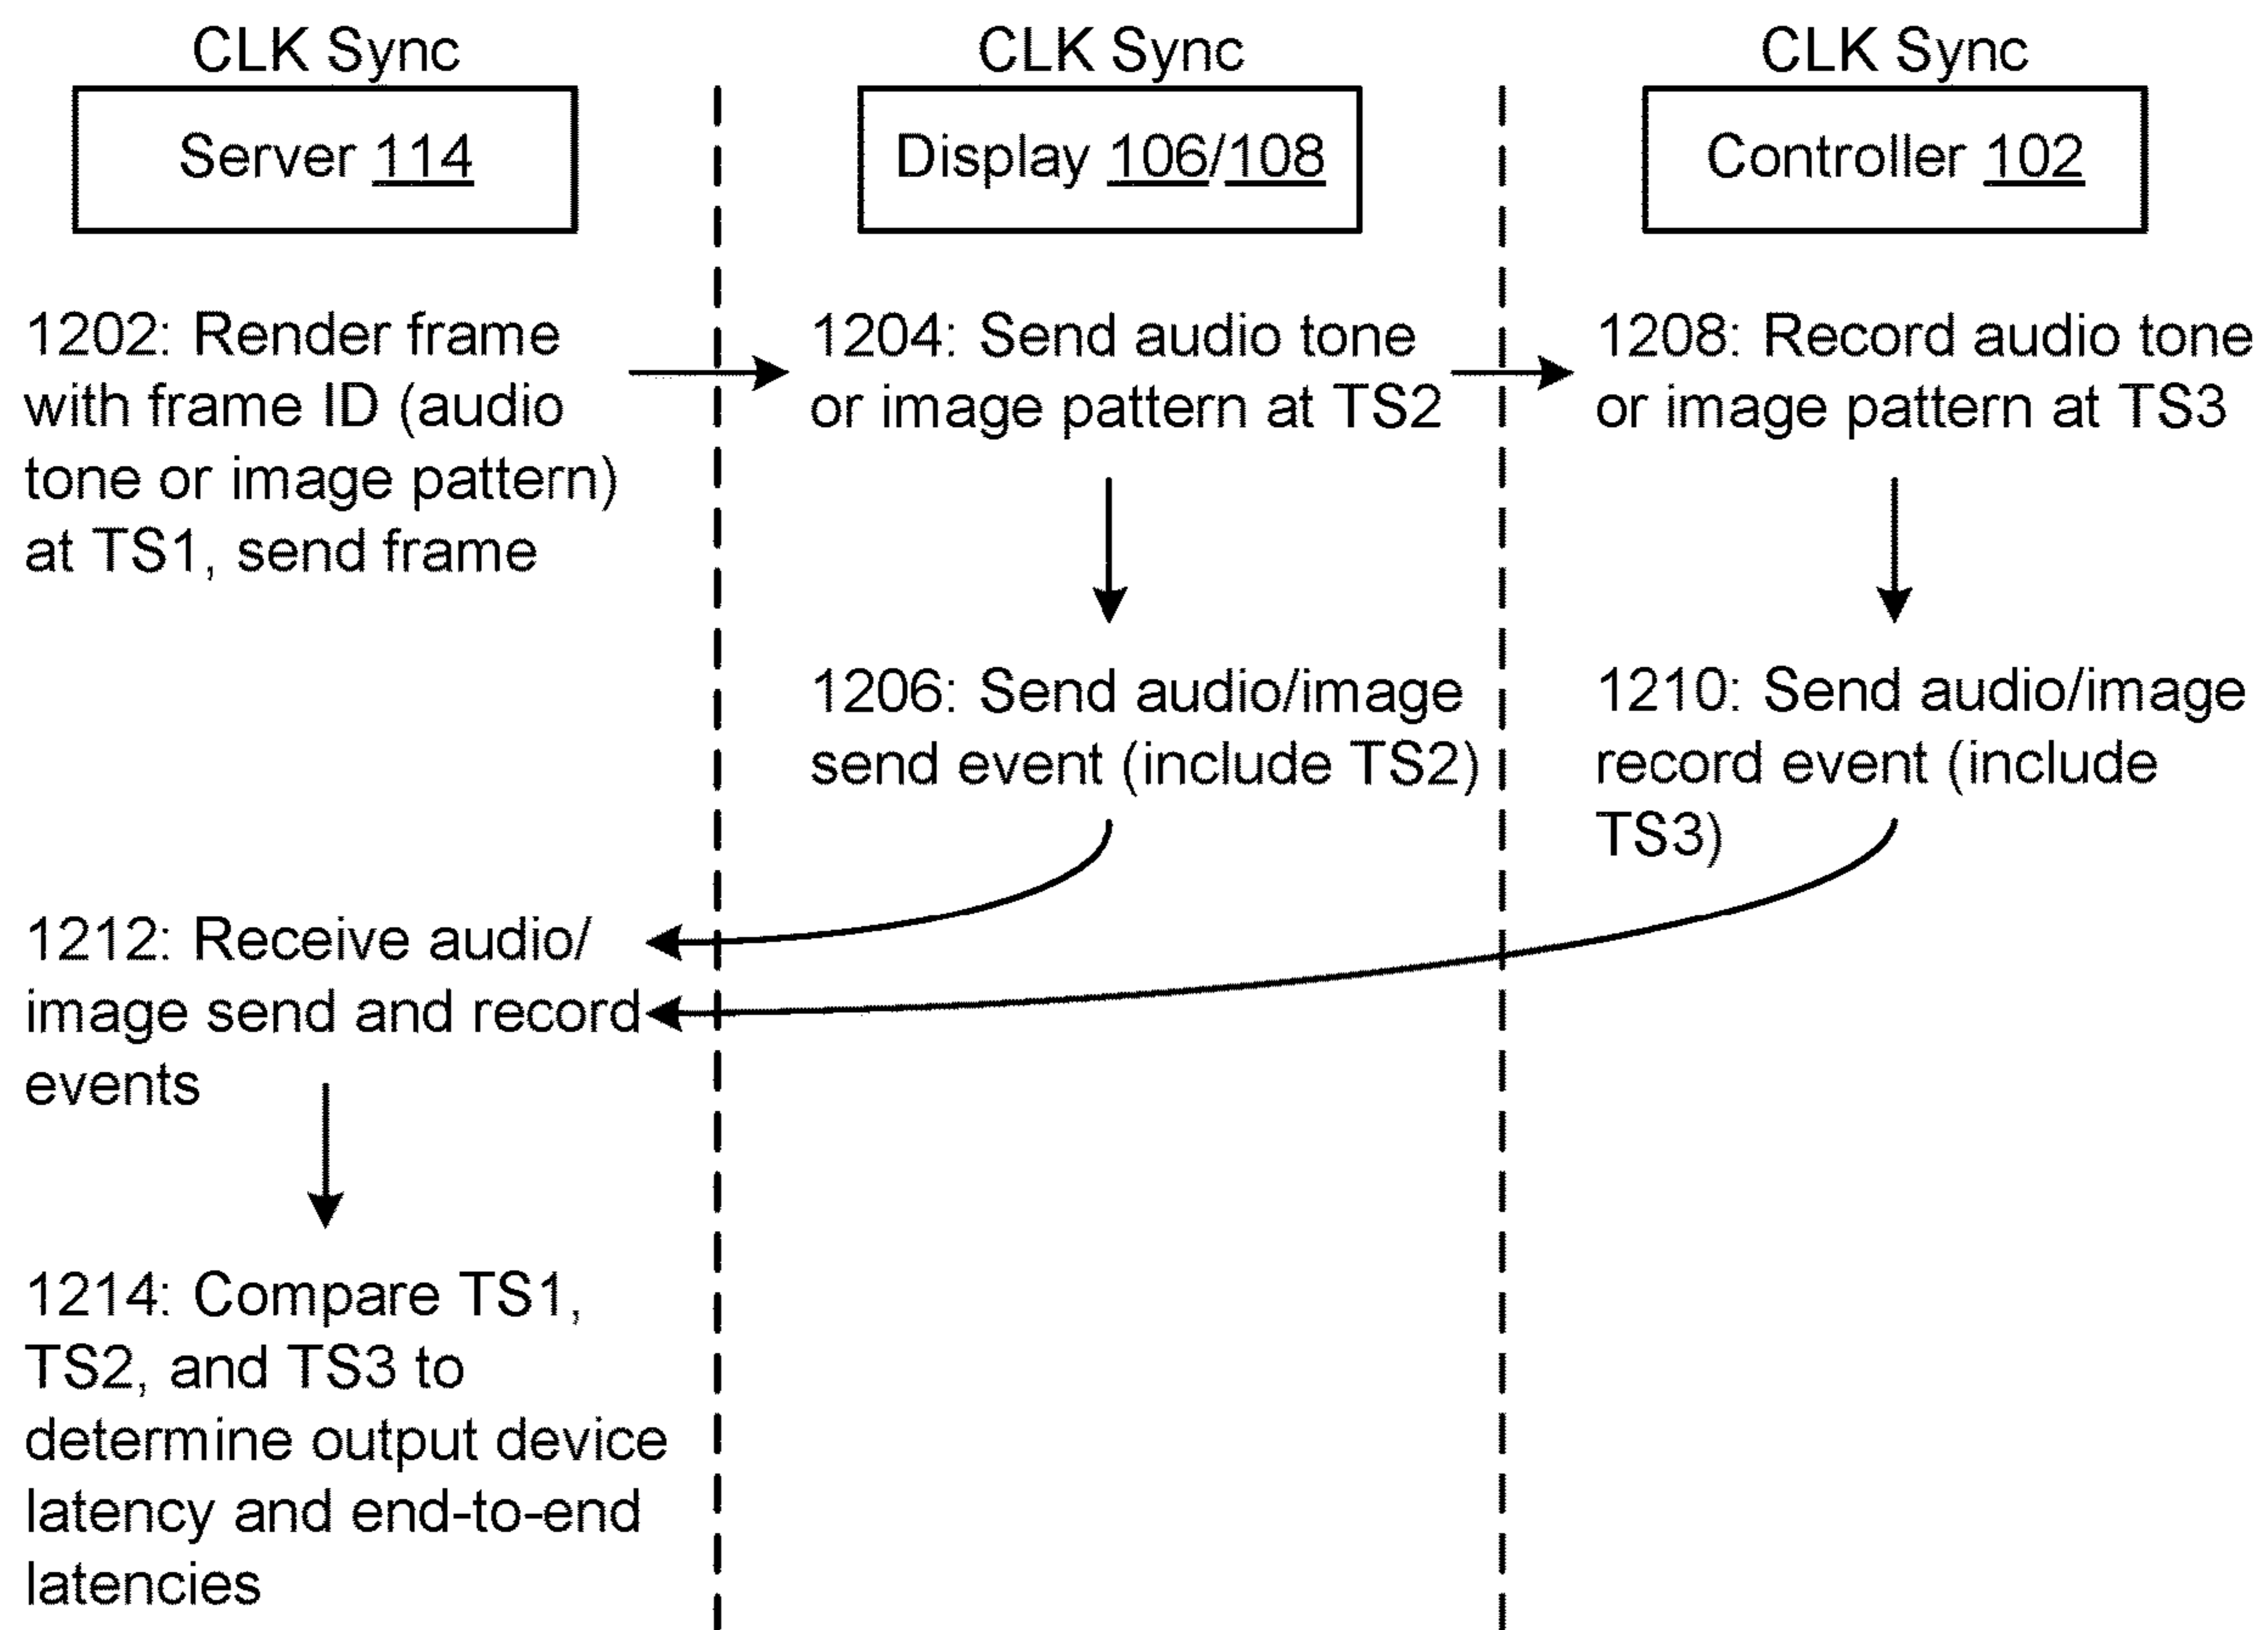 CLK Sync
Server 114
1202: Render frame
with frame ID (audio
tone or image pattern)
at TS1, send frame
1212: Receive audio/
image send and record
events
1214: Compare TS1,
TS2, and TS3 to
determine output device
latency and end-to-end
latencies
CLK Sync
Display 106/108
1204: Send audio tone
or image pattern at TS2
1206: Send audio/image
send event (include TS2)
CLK Sync
Controller 102
1208: Record audio tone
or image pattern at TS3
1210: Send audio/image
record event (include
TS3)